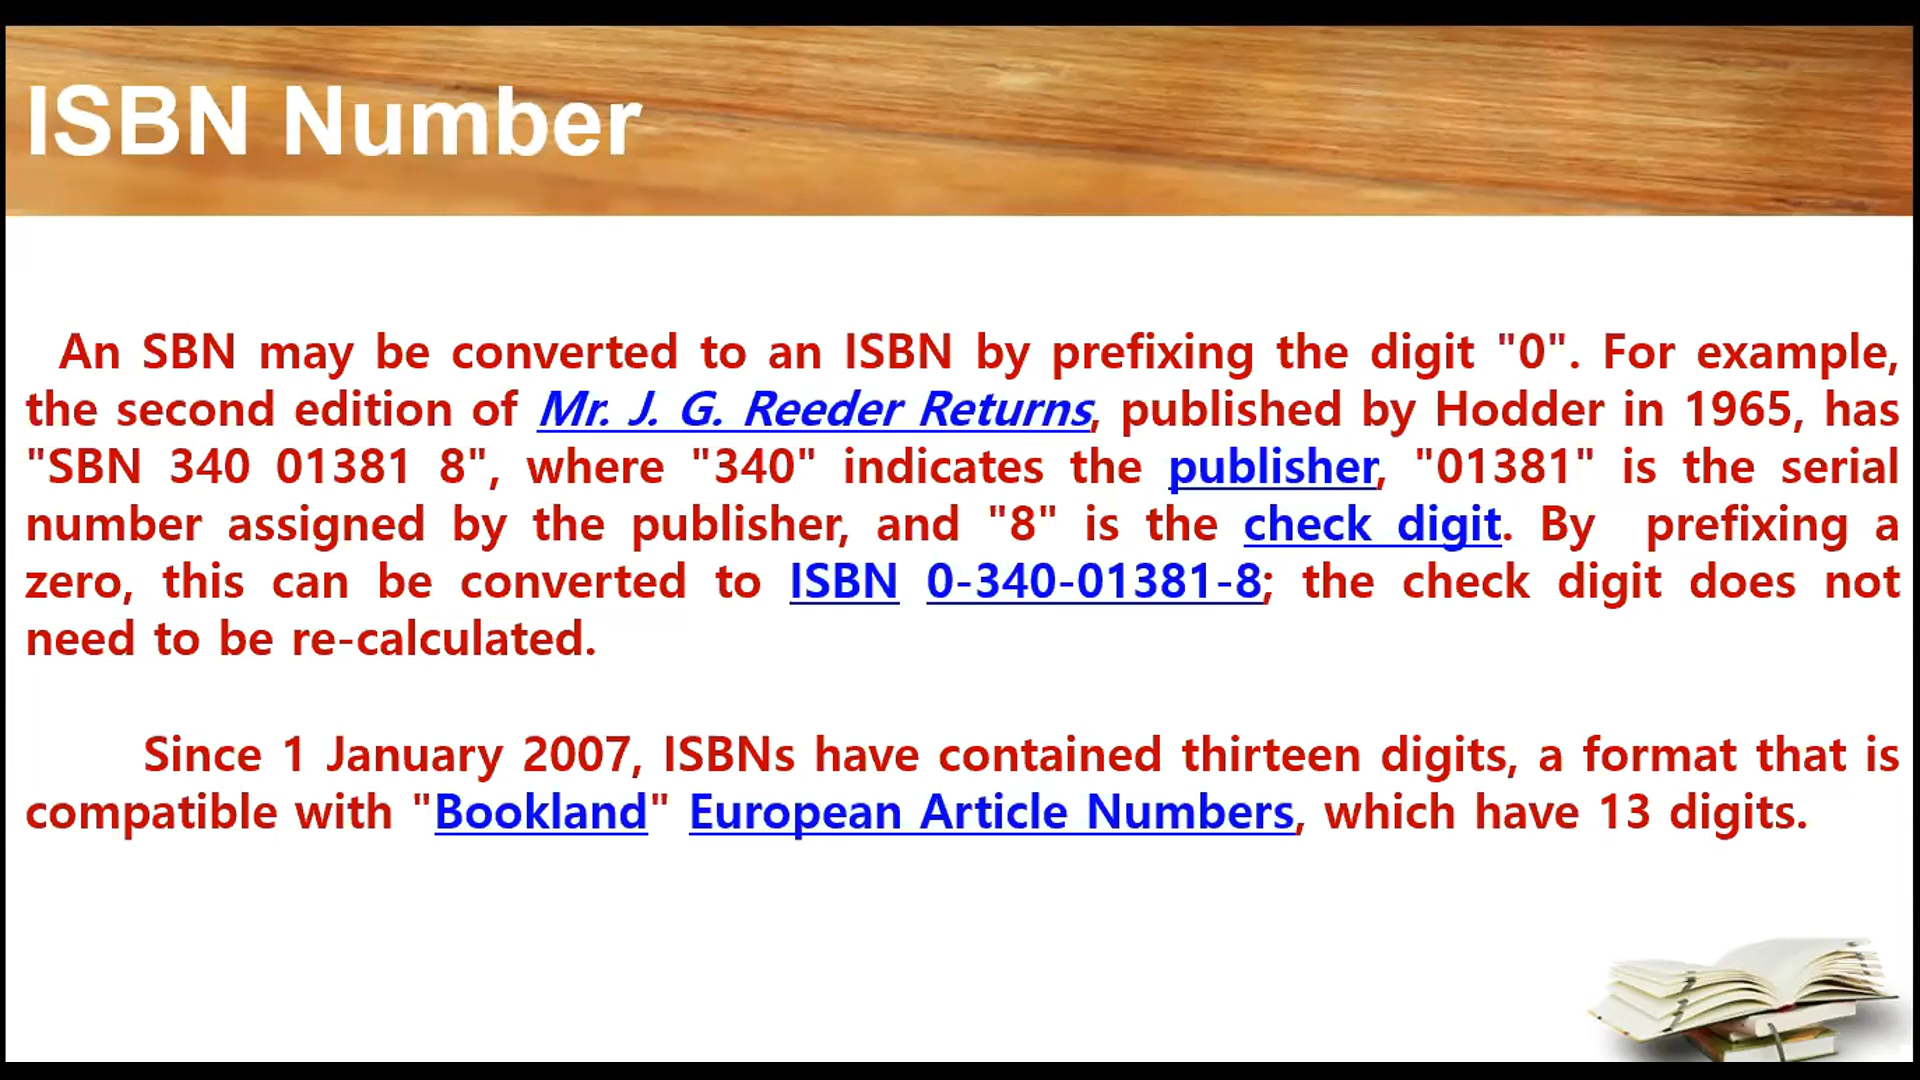 ISBN Number
An SBN may be converted to an ISBN by prefixing the digit "0". For example,
the second edition of Mr. J. G. Reeder Returns, published by Hodder in 1965, has
"SBN 340 01381 8", where "340" indicates the publisher, "01381" is the serial
number assigned by the publisher, and "8" is the check digit. By prefixing a
zero, this can be converted to ISBN 0-340-01381-8; the check digit does not
need to be re-calculated.
Since 1 January 2007, ISBNs have contained thirteen digits, a format that is
compatible with "Bookland" European Article Numbers, which have 13 digits.